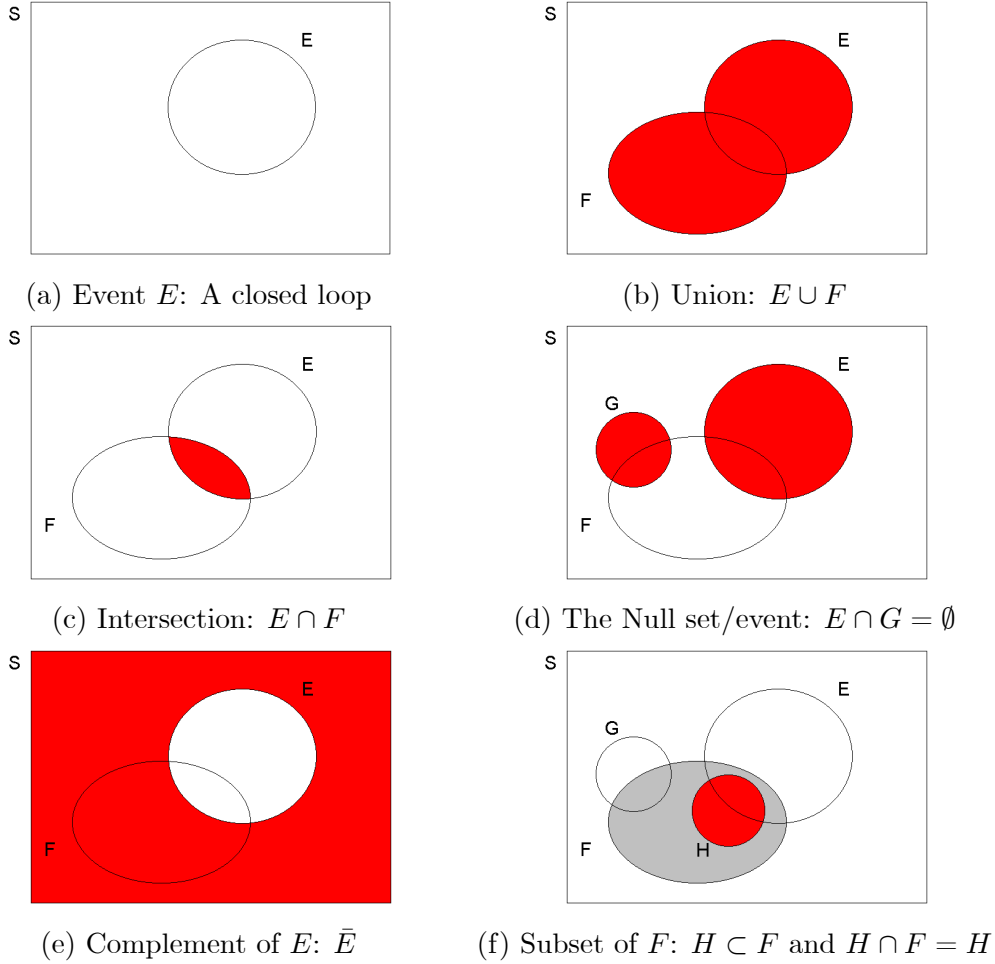 S
E
(a) Event E: A closed loop
S
E
F
(b) Union: E ∪ F
S
E
F
(c) Intersection: E ∩ F
S
E
G
F
(d) The Null set/event: E ∩ G = ∅
S
E
F
(e) Complement of E: Ē
S
E
G
F
H
(f) Subset of F: H ⊂ F and H ∩ F = H